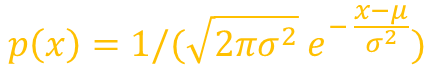 p(x) = 1/(√(2πσ²) e^(−(x−μ)/σ²))